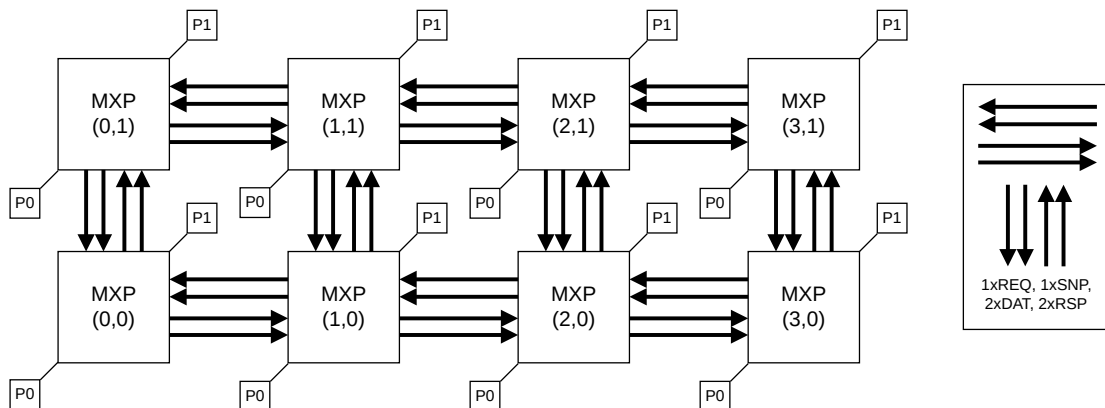 P1
P1
P1
P1
MXP
(0,1)
MXP
(1,1)
MXP
(2,1)
MXP
(3,1)
P0
P0
P0
P0
P1
P1
P1
P1
MXP
(0,0)
MXP
(1,0)
MXP
(2,0)
MXP
(3,0)
P0
P0
P0
P0
1xREQ, 1xSNP,
2xDAT, 2xRSP